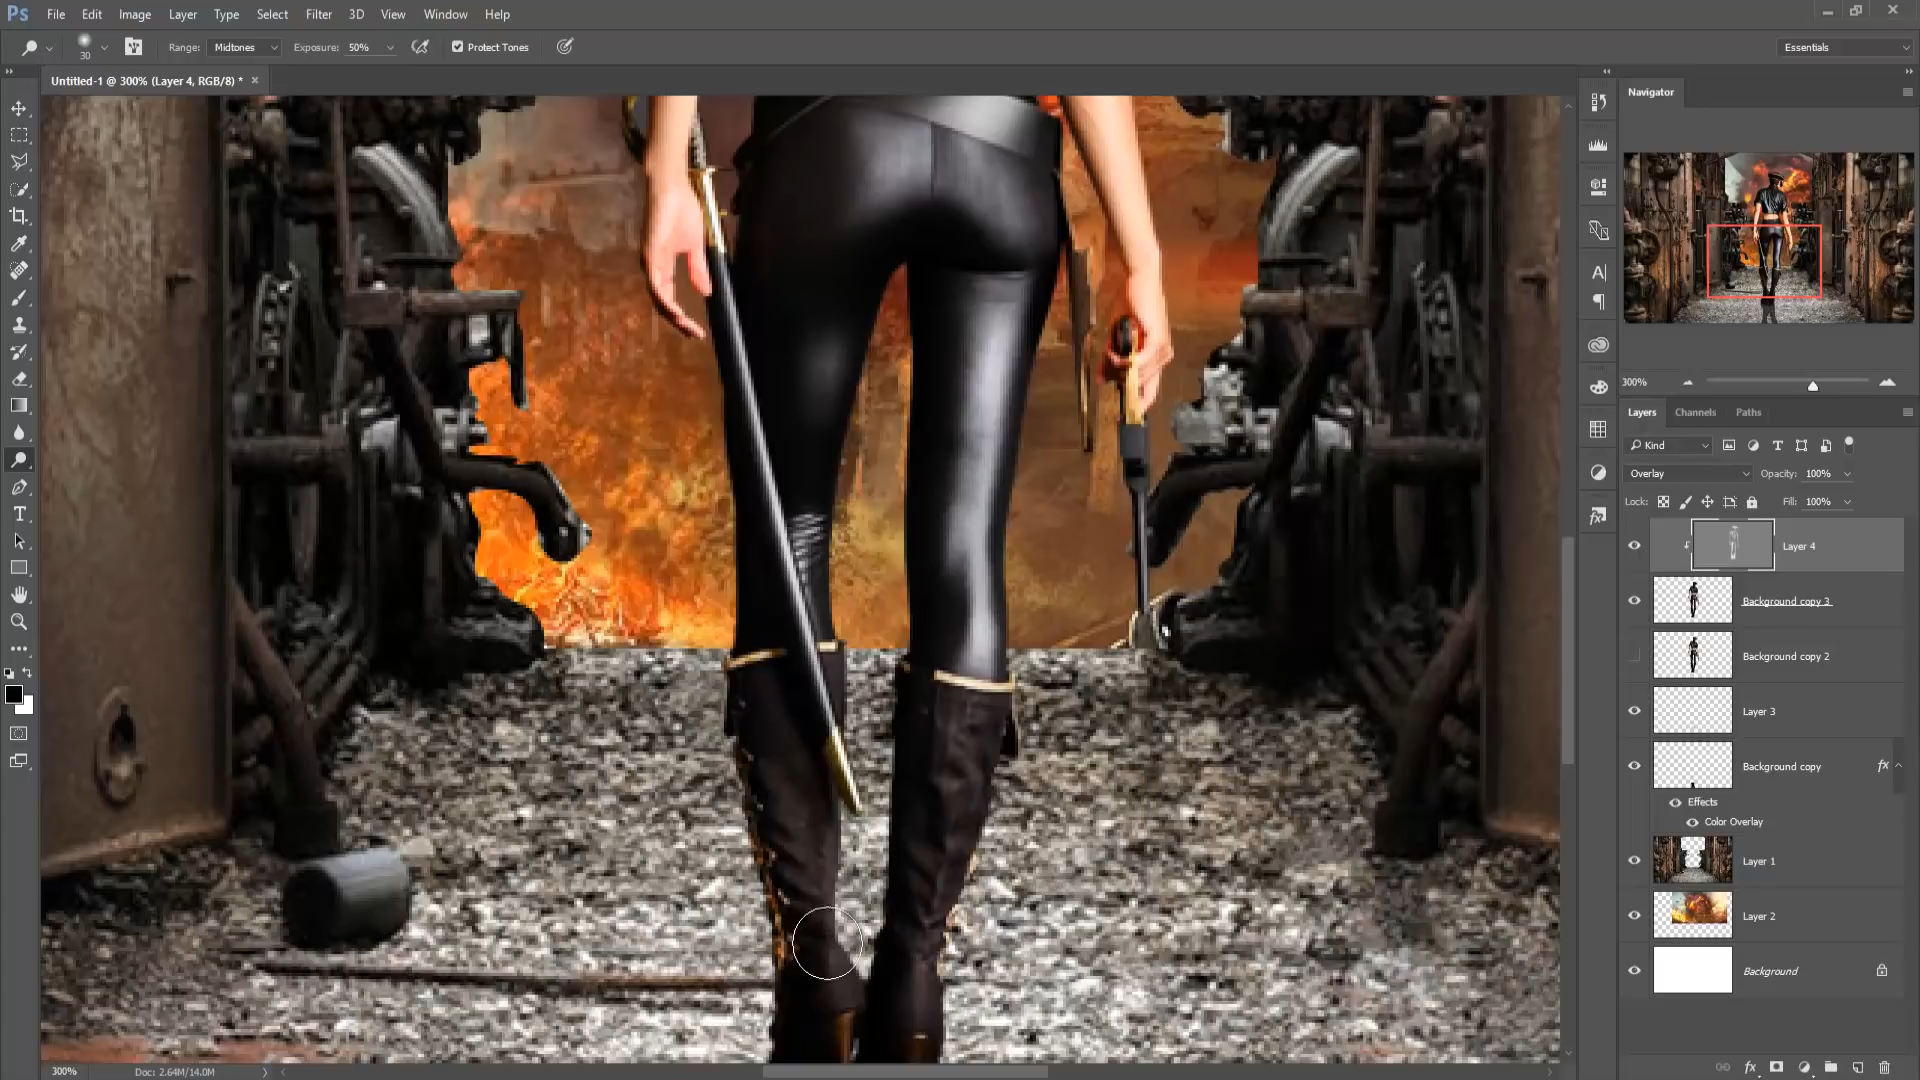 Ps File Edit Image Layer Type Select Filter 3D View Window Help
30 Range: Midtones Exposure: 50% Protect Tones Essentials
Untitled-1 @ 300% (Layer 4, RGB/8) * ×
Navigator
300%
Layers Channels Paths
Kind
Overlay Opacity: 100%
Lock: Fill: 100%
Layer 4
Background copy 3
Background copy 2
Layer 3
Background copy fx
Effects
Color Overlay
Layer 1
Layer 2
Background
300% Doc: 2.64M/14.0M